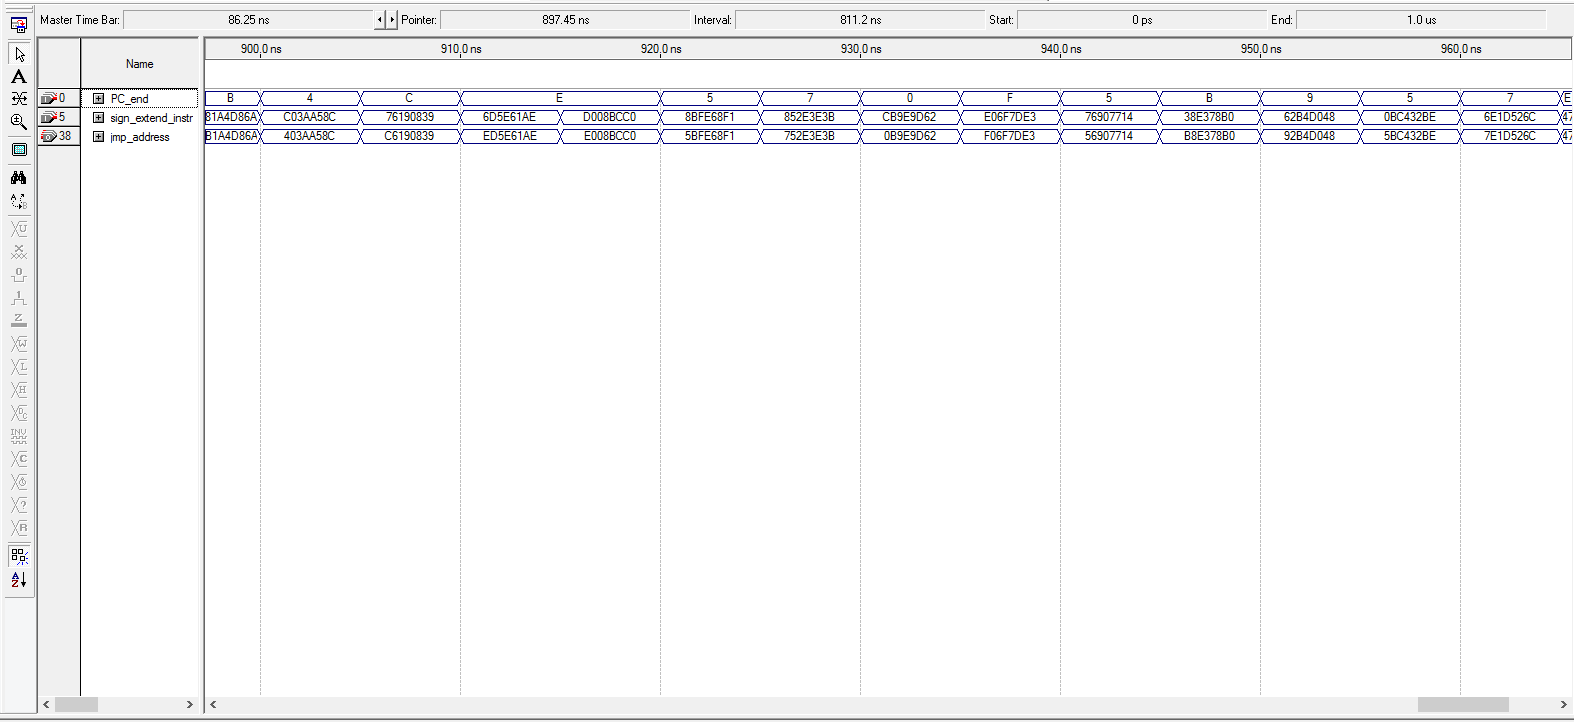 Master Time Bar: 86.25 ns Pointer: 897.45 ns Interval: 811.2 ns Start: 0 ps End: 1.0 us
900.0 ns 910.0 ns 920.0 ns 930.0 ns 940.0 ns 950.0 ns 960.0 ns
Name
0 PC_end B 4 C E 5 7 0 F 5 B 9 5 7 E
5 sign_extend_instr 81A4D86A C03AA58C 76190839 6D5E61AE D008BCC0 8BFE68F1 852E3E3B CB9E9D62 E06F7DE3 76907714 38E378B0 62B4D048 0BC432BE 6E1D526C 47
38 jmp_address B1A4D86A 403AA58C C6190839 ED5E61AE E008BCC0 5BFE68F1 752E3E3B 0B9E9D62 F06F7DE3 56907714 B8E378B0 92B4D048 5BC432BE 7E1D526C 47